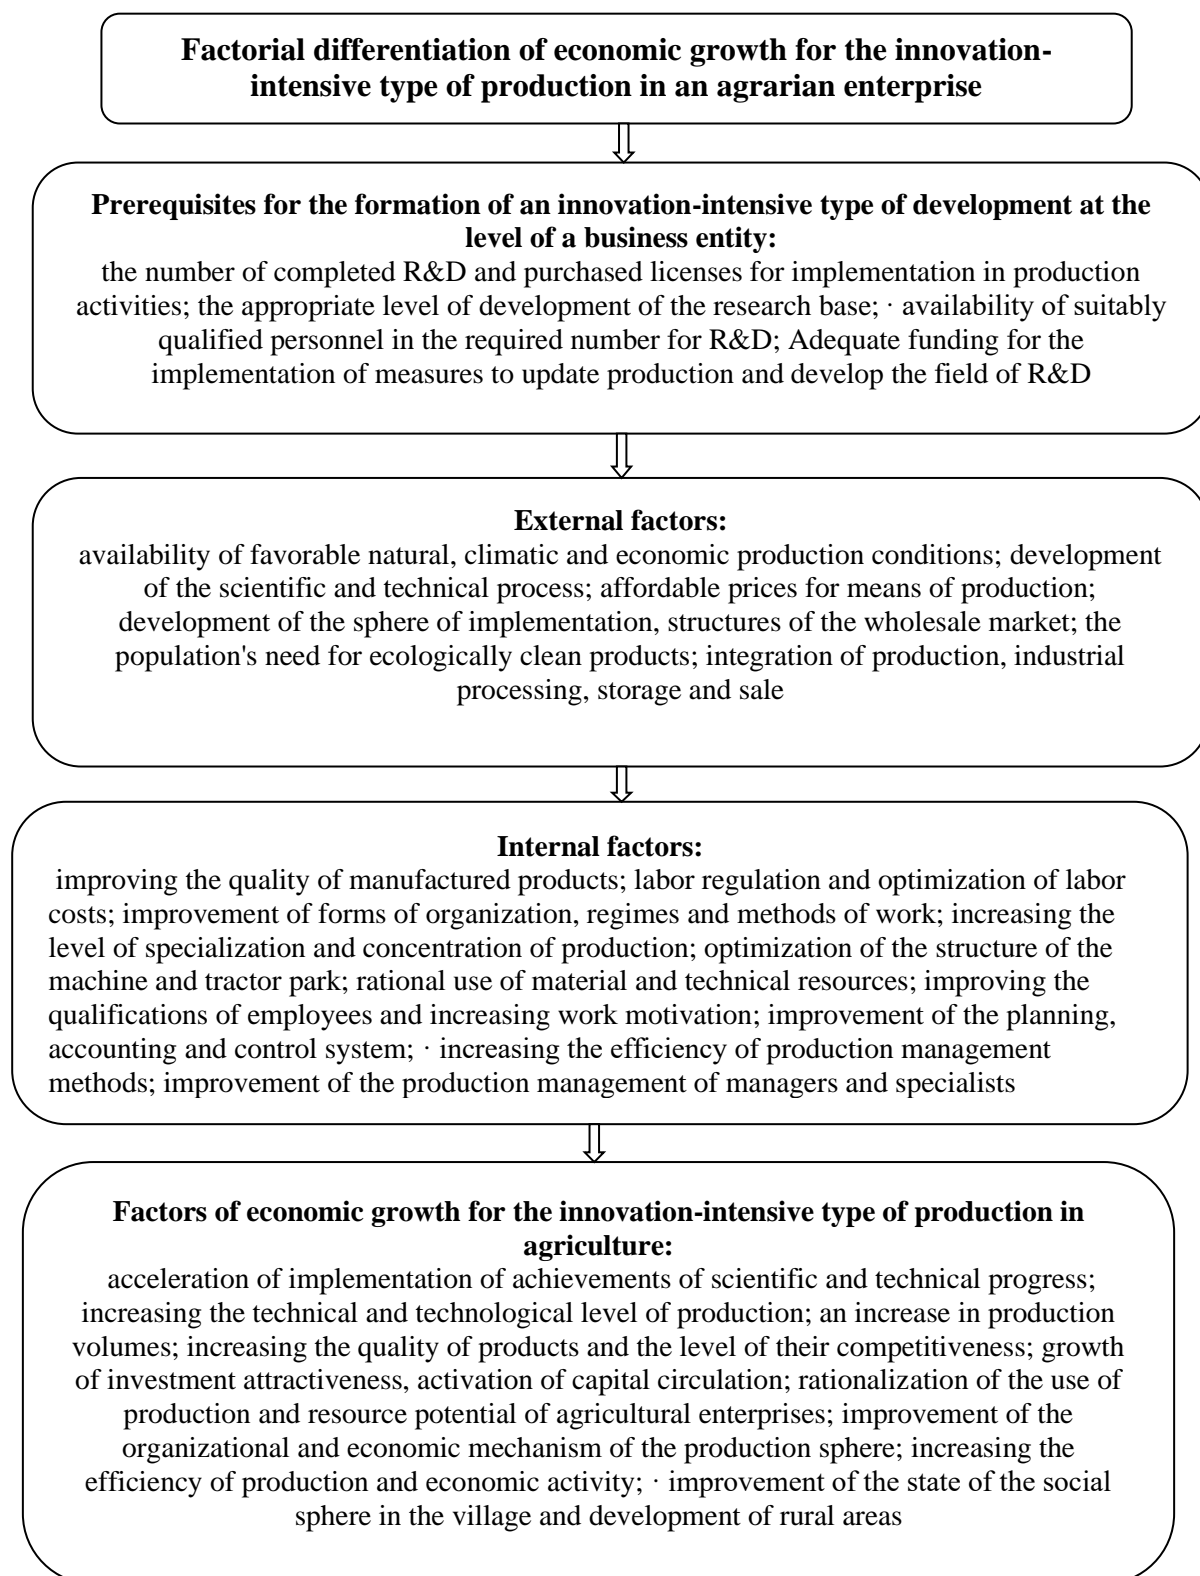 Factorial differentiation of economic growth for the innovation-
intensive type of production in an agrarian enterprise
Prerequisites for the formation of an innovation-intensive type of development at the
level of a business entity:
the number of completed R&D and purchased licenses for implementation in production
activities; the appropriate level of development of the research base; · availability of suitably
qualified personnel in the required number for R&D; Adequate funding for the
implementation of measures to update production and develop the field of R&D
External factors:
availability of favorable natural, climatic and economic production conditions; development
of the scientific and technical process; affordable prices for means of production;
development of the sphere of implementation, structures of the wholesale market; the
population's need for ecologically clean products; integration of production, industrial
processing, storage and sale
Internal factors:
improving the quality of manufactured products; labor regulation and optimization of labor
costs; improvement of forms of organization, regimes and methods of work; increasing the
level of specialization and concentration of production; optimization of the structure of the
machine and tractor park; rational use of material and technical resources; improving the
qualifications of employees and increasing work motivation; improvement of the planning,
accounting and control system; · increasing the efficiency of production management
methods; improvement of the production management of managers and specialists
Factors of economic growth for the innovation-intensive type of production in
agriculture:
acceleration of implementation of achievements of scientific and technical progress;
increasing the technical and technological level of production; an increase in production
volumes; increasing the quality of products and the level of their competitiveness; growth
of investment attractiveness, activation of capital circulation; rationalization of the use of
production and resource potential of agricultural enterprises; improvement of the
organizational and economic mechanism of the production sphere; increasing the
efficiency of production and economic activity; · improvement of the state of the social
sphere in the village and development of rural areas